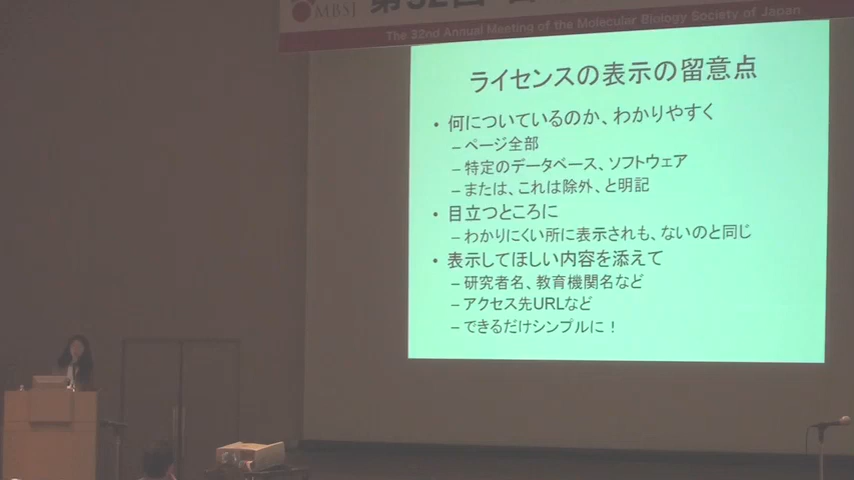 MBSJ 第32回
The 32nd Annual Meeting of the Molecular Biology Society of Japan
ライセンスの表示の留意点
• 何についているのか、わかりやすく
–ページ全部
–特定のデータベース、ソフトウェア
–または、これは除外、と明記
• 目立つところに
–わかりにくい所に表示されも、ないのと同じ
• 表示してほしい内容を添えて
–研究者名、教育機関名など
–アクセス先URLなど
–できるだけシンプルに！